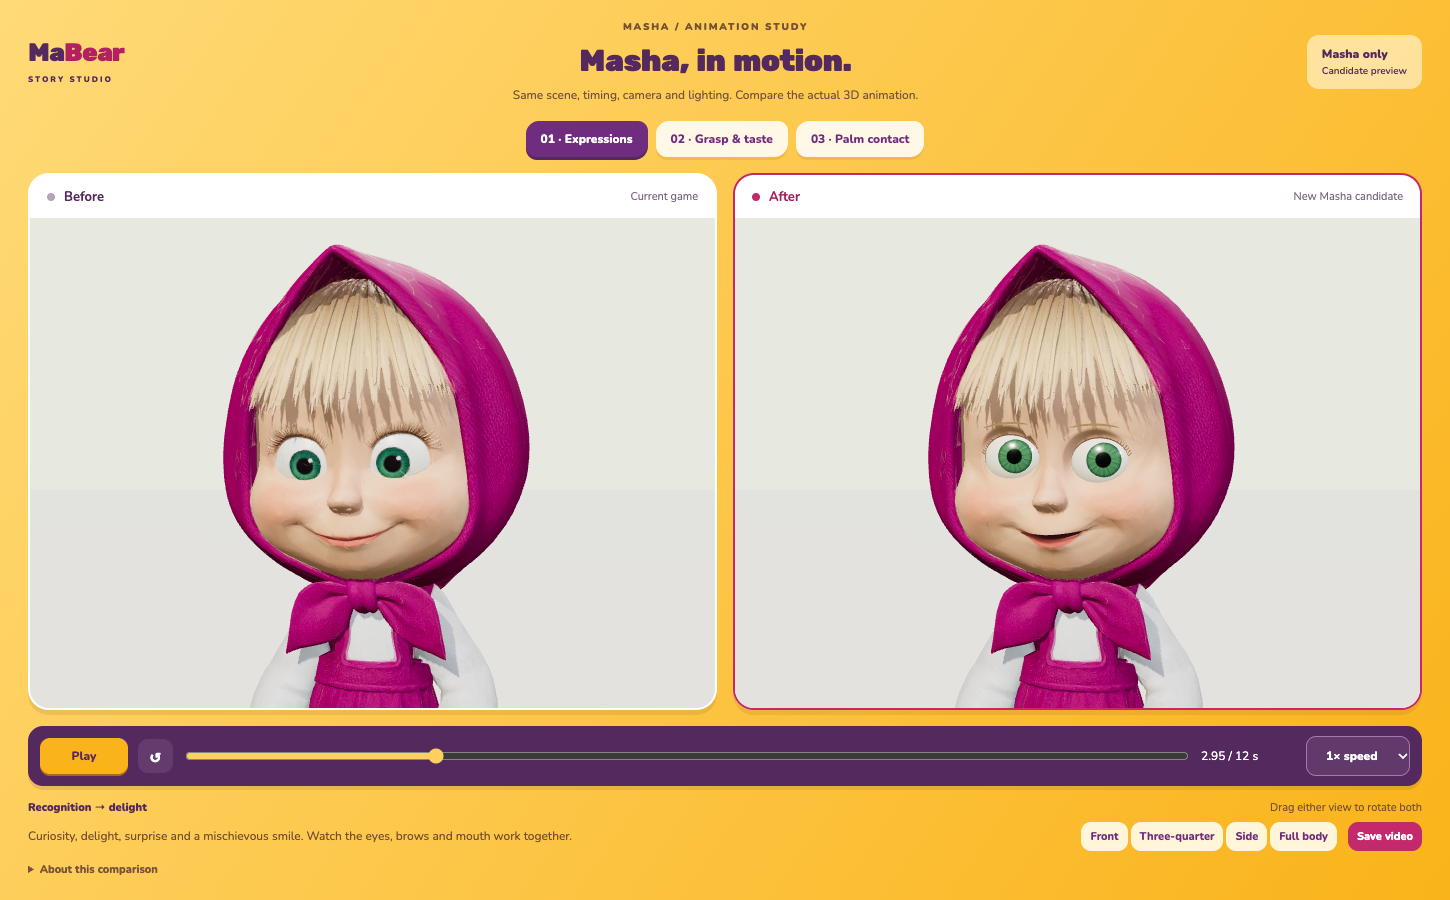 MASHA / ANIMATION STUDY
MaBear
STORY STUDIO
Masha, in motion.
Same scene, timing, camera and lighting. Compare the actual 3D animation.
Masha only
Candidate preview
01 · Expressions
02 · Grasp & taste
03 · Palm contact
Before
Current game
After
New Masha candidate
Play
2.95 / 12 s
1× speed
Recognition → delight
Drag either view to rotate both
Curiosity, delight, surprise and a mischievous smile. Watch the eyes, brows and mouth work together.
Front
Three-quarter
Side
Full body
Save video
About this comparison